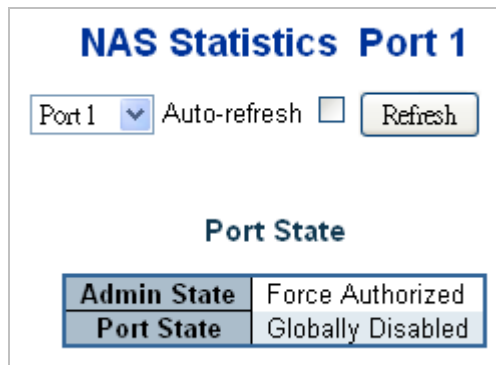 NAS Statistics Port 1
Port 1 Auto-refresh Refresh
Port State
Admin State Force Authorized
Port State Globally Disabled